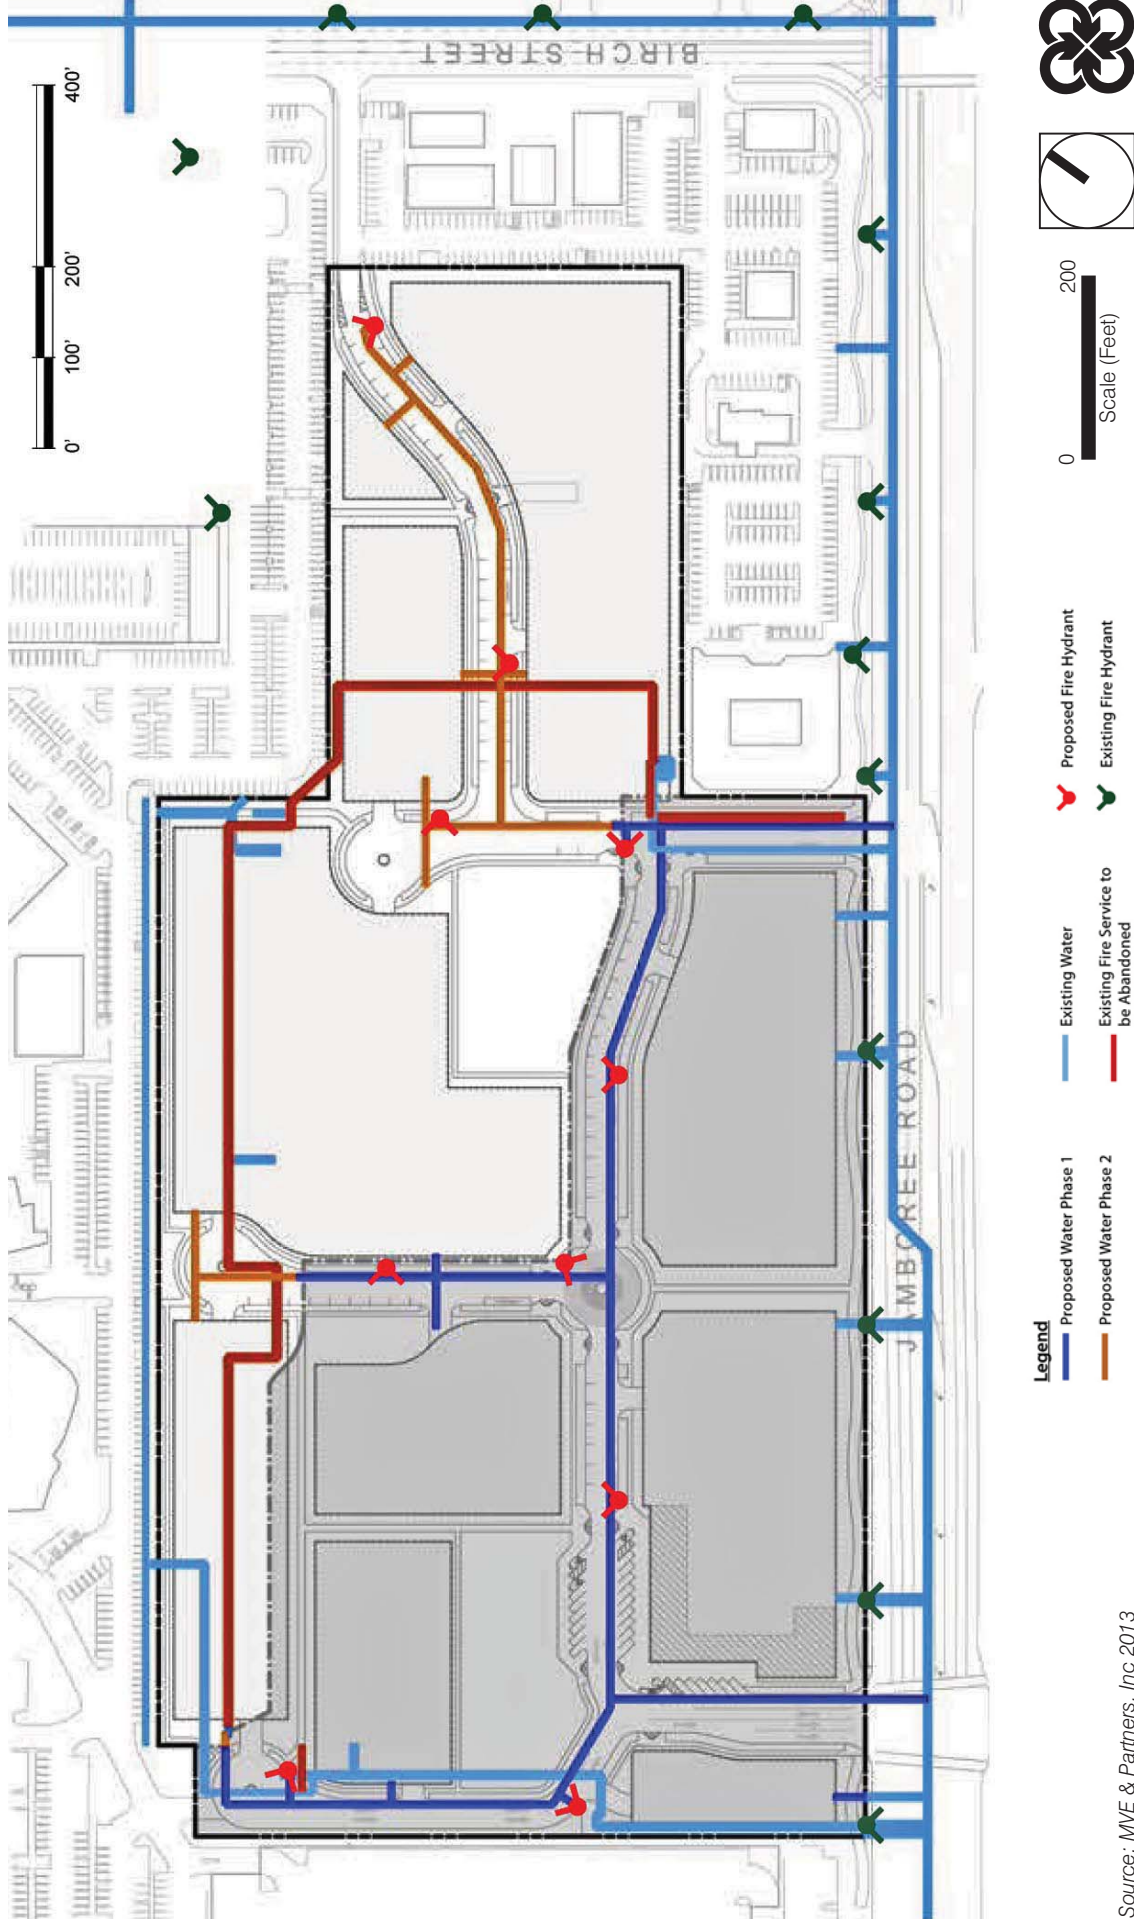 0'
100'
200'
400'
BIRCH STREET
JAMBOREE ROAD
Legend
Proposed Water Phase 1
Proposed Water Phase 2
Existing Water
Existing Fire Service to
be Abandoned
Proposed Fire Hydrant
Existing Fire Hydrant
0
200
Scale (Feet)
Source: MVE & Partners, Inc 2013